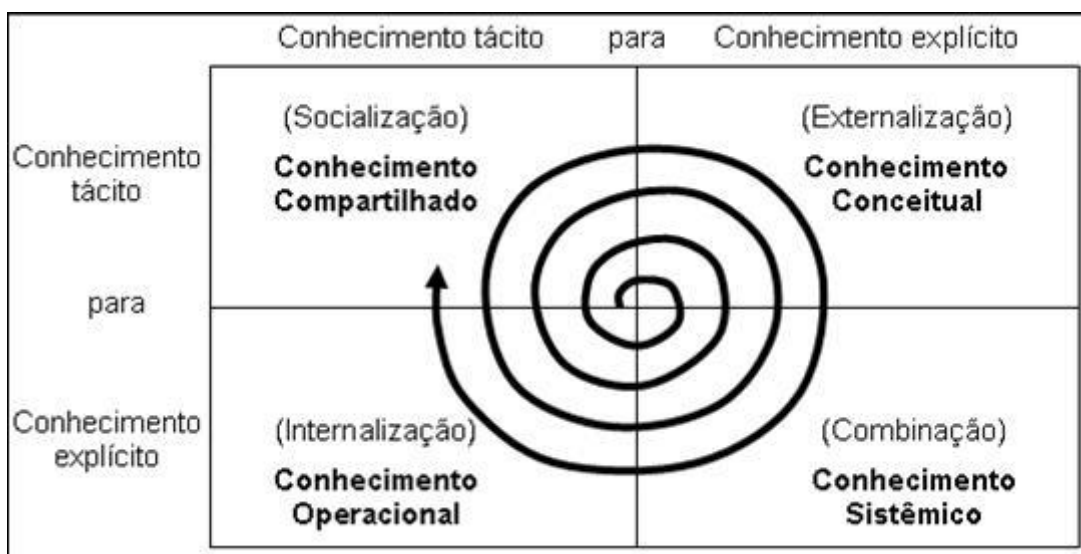 Conhecimento tácito para Conhecimento explícito
Conhecimento
tácito
(Socialização)
Conhecimento
Compartilhado
(Externalização)
Conhecimento
Conceitual
para
Conhecimento
explícito
(Internalização)
Conhecimento
Operacional
(Combinação)
Conhecimento
Sistêmico